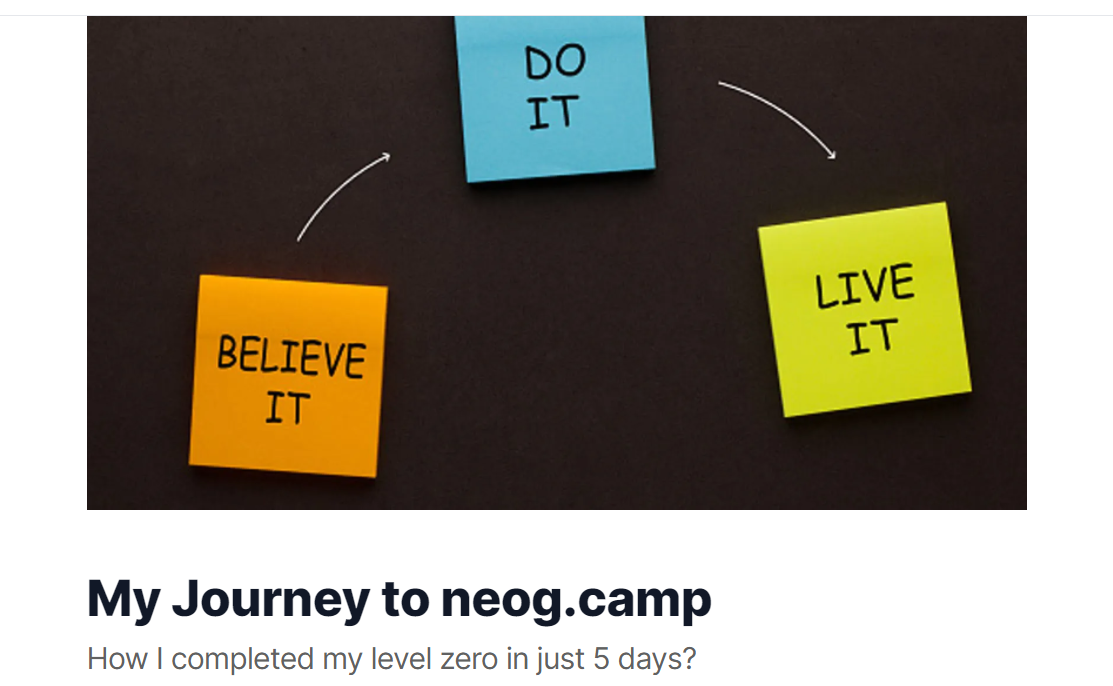 DO
IT
BELIEVE
IT
LIVE
IT
My Journey to neog.camp
How I completed my level zero in just 5 days?